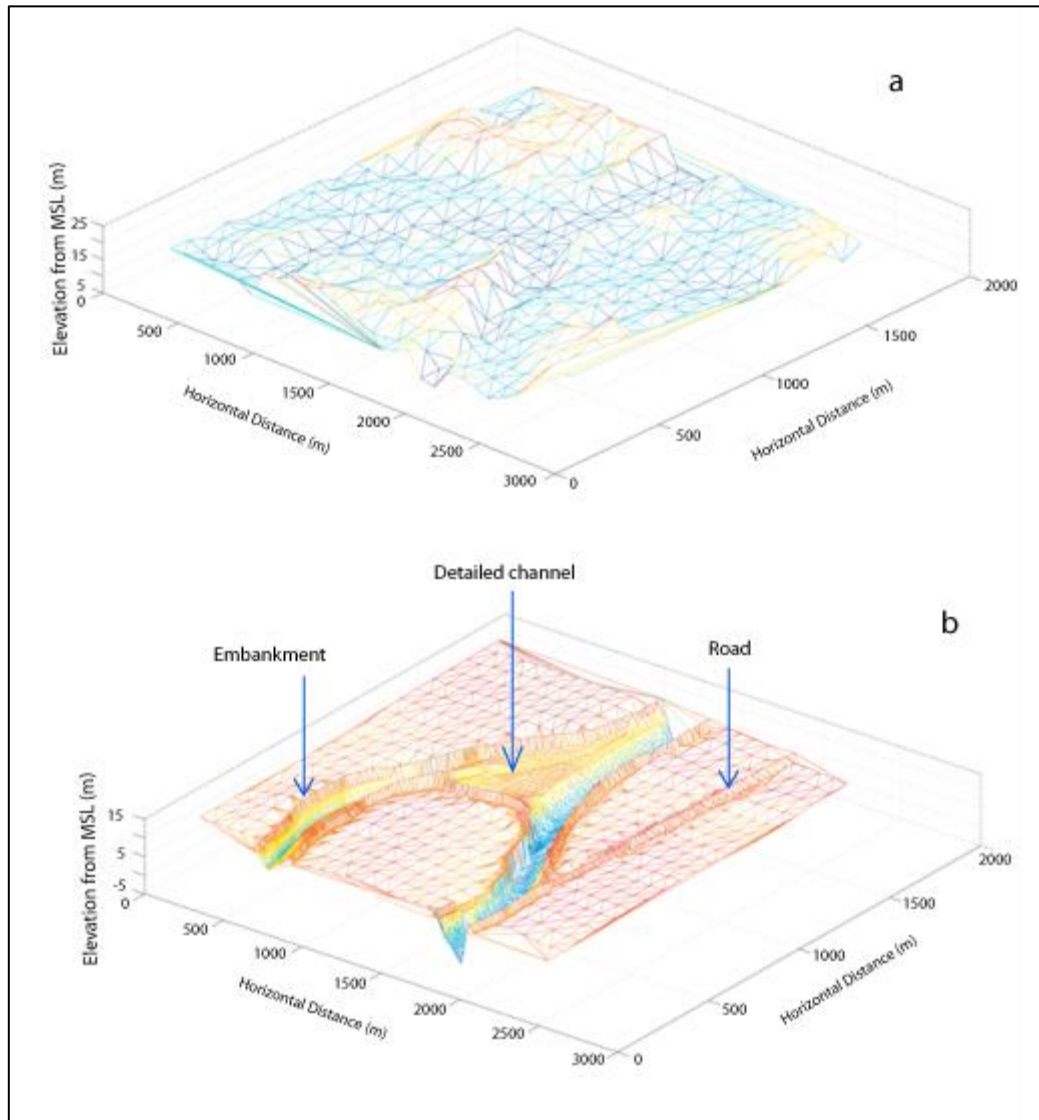 a
Elevation from MSL (m)
25
15
5
0
500
1000
1500
2000
2500
3000
Horizontal Distance (m)
0
500
1000
1500
2000
Horizontal Distance (m)
Detailed channel
b
Embankment
Road
Elevation from MSL (m)
15
5
-5
0
500
1000
1500
2000
2500
3000
Horizontal Distance (m)
0
500
1000
1500
2000
Horizontal Distance (m)